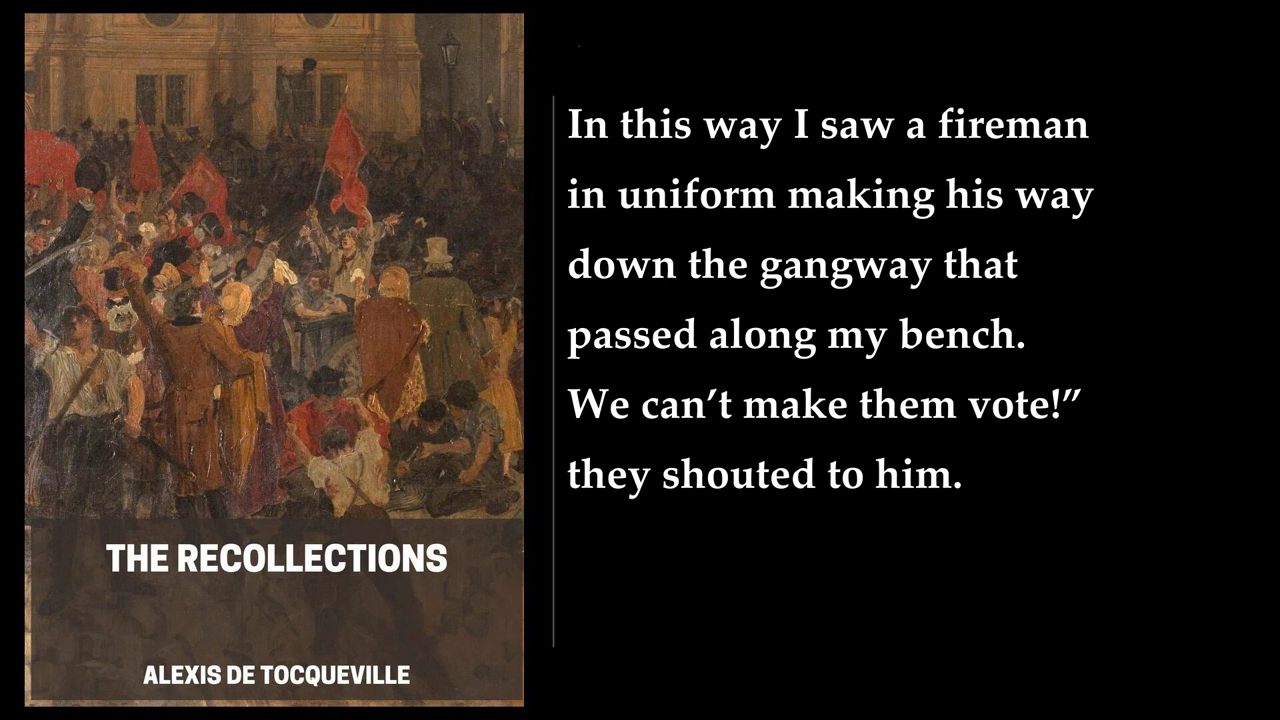 THE RECOLLECTIONS
ALEXIS DE TOCQUEVILLE
In this way I saw a fireman
in uniform making his way
down the gangway that
passed along my bench.
We can’t make them vote!”
they shouted to him.